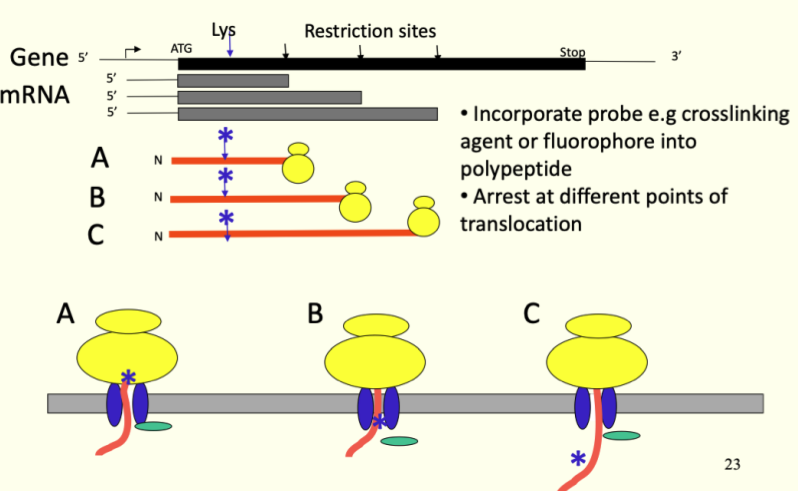 Lys Restriction sites
Gene 5’ ATG Stop 3’
5’
mRNA 5’
5’
• Incorporate probe e.g crosslinking
agent or fluorophore into
polypeptide
• Arrest at different points of
translocation
* 
A N
*
B N
*
C N
A B C
*
*
*
23